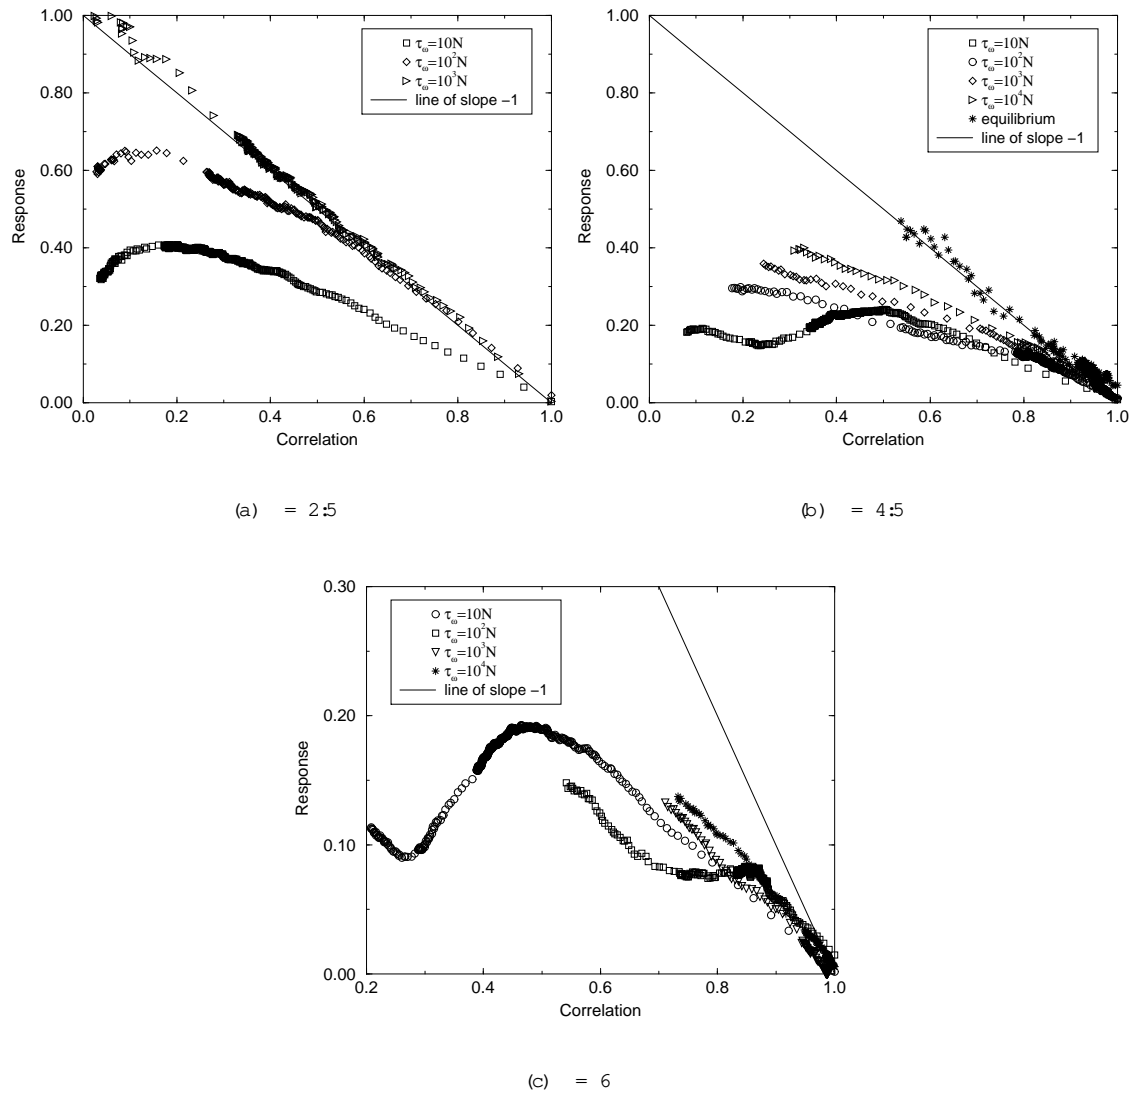 1.00
0.80
0.60
0.40
0.20
0.00
Response
τω=10N
τω=10²N
τω=10³N
line of slope −1
0.0 0.2 0.4 0.6 0.8 1.0
Correlation
(a) = 2:5
1.00
0.80
0.60
0.40
0.20
0.00
Response
τω=10N
τω=10²N
τω=10³N
τω=10⁴N
equilibrium
line of slope −1
0.0 0.2 0.4 0.6 0.8 1.0
Correlation
(b) = 4:5
0.30
0.20
0.10
0.00
Response
τω=10N
τω=10²N
τω=10³N
τω=10⁴N
line of slope −1
0.2 0.4 0.6 0.8 1.0
Correlation
(c) = 6